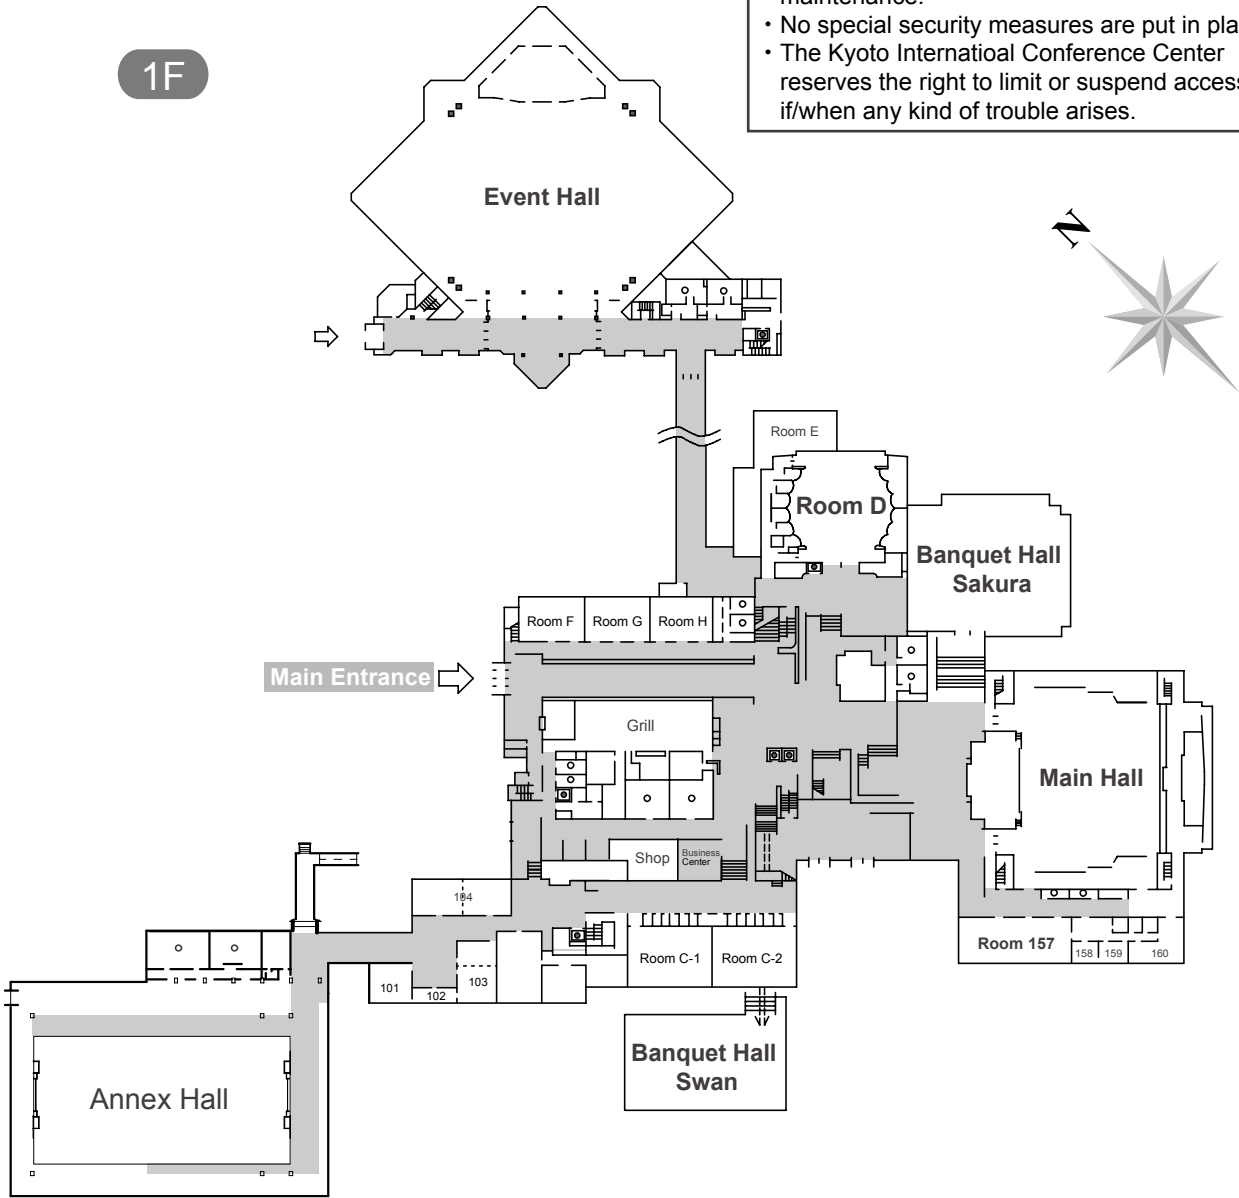 maintenance.
・No special security measures are put in pla
・The Kyoto Internatioal Conference Center
reserves the right to limit or suspend access
if/when any kind of trouble arises.
1F
Event Hall
N
Room E
Room D
Banquet Hall
Sakura
Room F
Room G
Room H
Main Entrance
Grill
Main Hall
Shop
Business
Center
104
Room 157
158
159
160
Room C-1
Room C-2
101
102
103
Banquet Hall
Swan
Annex Hall